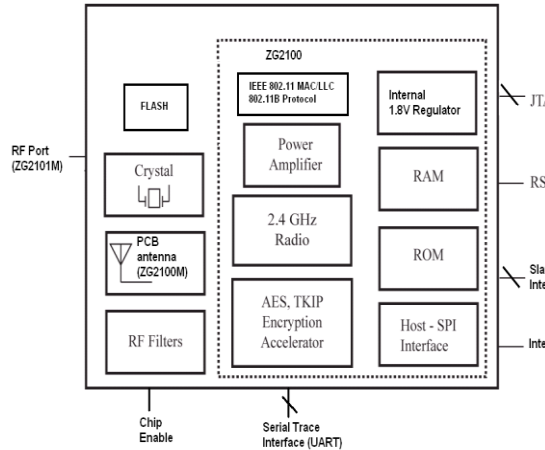 ZG2100
FLASH
IEEE 802.11 MAC/LLC
802.11B Protocol
Internal
1.8V Regulator
RF Port
(ZG2101M)
Crystal
Power
Amplifier
RAM
PCB
antenna
(ZG2100M)
2.4 GHz
Radio
ROM
RF Filters
AES, TKIP
Encryption
Accelerator
Host - SPI
Interface
Chip
Enable
Serial Trace
Interface (UART)